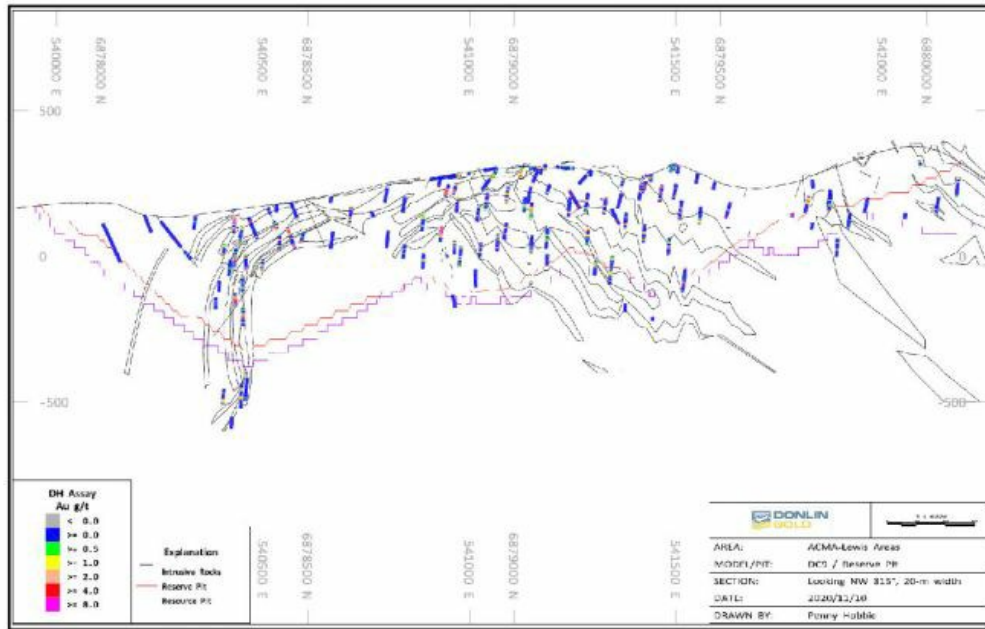 540000 E
6878000 N
540500 E
6878500 N
541000 E
6879000 N
541500 E
6879500 N
542000 E
6880000 N
500
0
0
-500
-500
540500 E
6878500 N
541000 E
6879000 N
541500 E
DH Assay
Au g/t
< 0.0
>= 0.0
>= 0.5
>= 1.0
>= 2.0
>= 4.0
>= 8.0
Explanation
Intrusive Rocks
Reserve Pit
Resource Pit
DONLIN
GOLD
AREA: ACMA-Lewis Areas
MODEL/PIT: DC9 / Reserve Pit
SECTION: Looking NW 315°, 20-m width
DATE: 2020/11/10
DRAWN BY: Penny Hobbie